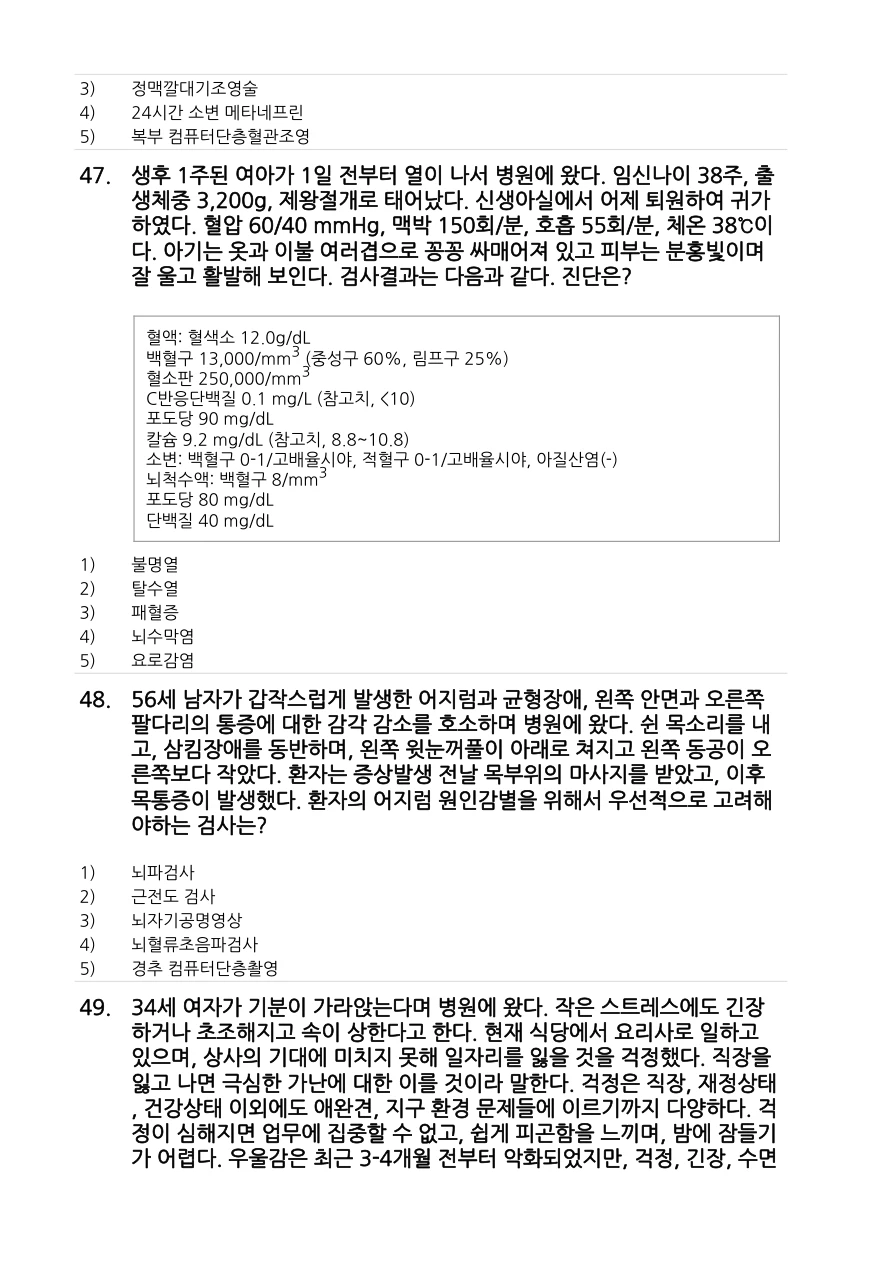 3) 정맥깔대기조영술
4) 24시간 소변 메타네프린
5) 복부 컴퓨터단층혈관조영
47. 생후 1주된 여아가 1일 전부터 열이 나서 병원에 왔다. 임신나이 38주, 출
생체중 3,200g, 제왕절개로 태어났다. 신생아실에서 어제 퇴원하여 귀가
하였다. 혈압 60/40 mmHg, 맥박 150회/분, 호흡 55회/분, 체온 38℃이
다. 아기는 옷과 이불 여러겹으로 꽁꽁 싸매어져 있고 피부는 분홍빛이며
잘 울고 활발해 보인다. 검사결과는 다음과 같다. 진단은?
혈액: 혈색소 12.0g/dL
백혈구 13,000/mm³ (중성구 60%, 림프구 25%)
혈소판 250,000/mm³
C반응단백질 0.1 mg/L (참고치, <10)
포도당 90 mg/dL
칼슘 9.2 mg/dL (참고치, 8.8~10.8)
소변: 백혈구 0-1/고배율시야, 적혈구 0-1/고배율시야, 아질산염(-)
뇌척수액: 백혈구 8/mm³
포도당 80 mg/dL
단백질 40 mg/dL
1) 불명열
2) 탈수열
3) 패혈증
4) 뇌수막염
5) 요로감염
48. 56세 남자가 갑작스럽게 발생한 어지럼과 균형장애, 왼쪽 안면과 오른쪽
팔다리의 통증에 대한 감각 감소를 호소하며 병원에 왔다. 쉰 목소리를 내
고, 삼킴장애를 동반하며, 왼쪽 윗눈꺼풀이 아래로 쳐지고 왼쪽 동공이 오
른쪽보다 작았다. 환자는 증상발생 전날 목부위의 마사지를 받았고, 이후
목통증이 발생했다. 환자의 어지럼 원인감별을 위해서 우선적으로 고려해
야하는 검사는?
1) 뇌파검사
2) 근전도 검사
3) 뇌자기공명영상
4) 뇌혈류초음파검사
5) 경추 컴퓨터단층촬영
49. 34세 여자가 기분이 가라앉는다며 병원에 왔다. 작은 스트레스에도 긴장
하거나 초조해지고 속이 상한다고 한다. 현재 식당에서 요리사로 일하고
있으며, 상사의 기대에 미치지 못해 일자리를 잃을 것을 걱정했다. 직장을
잃고 나면 극심한 가난에 대한 이를 것이라 말한다. 걱정은 직장, 재정상태
, 건강상태 이외에도 애완견, 지구 환경 문제들에 이르기까지 다양하다. 걱
정이 심해지면 업무에 집중할 수 없고, 쉽게 피곤함을 느끼며, 밤에 잠들기
가 어렵다. 우울감은 최근 3-4개월 전부터 악화되었지만, 걱정, 긴장, 수면